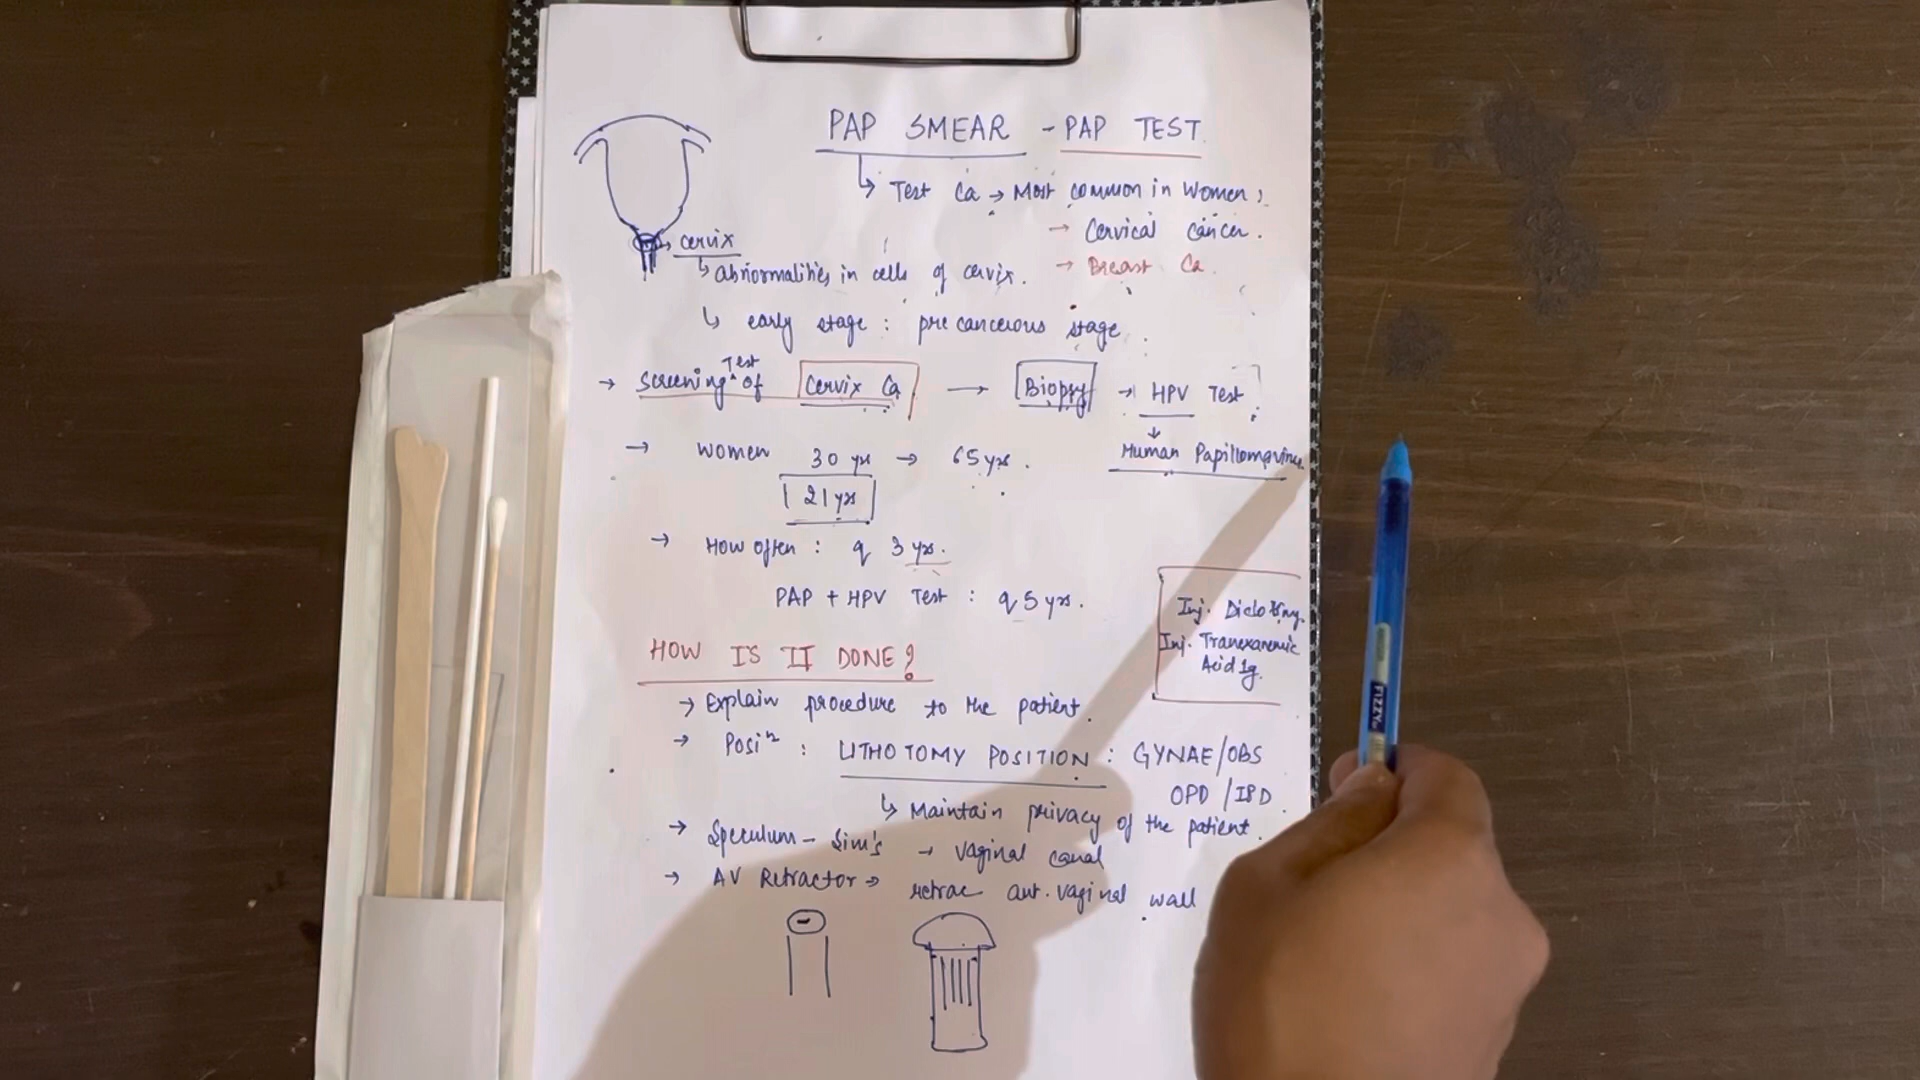 PAP SMEAR - PAP TEST
↳ Test Ca → Most common in Women:
→ Cervical cancer.
→ Breast Ca.
→ cervix
↳ abnormalities in cells of cervix.
↳ early stage : pre cancerous stage.
→ Screening Test of Cervix Ca → Biopsy → HPV Test
↓
Human Papillomavirus
→ Women 30 yrs → 65 yrs.
21 yrs
→ How often : q 3 yrs.
PAP + HPV Test : q 5 yrs.
Inj. Diclo
Inj. Tranexanemic
Acid 1g.
HOW IS IT DONE?
→ Explain procedure to the patient.
→ Posiⁿ : LITHOTOMY POSITION : GYNAE/OBS
OPD / IPD
↳ Maintain privacy of the patient.
→ Speculum - Sim's → vaginal canal
→ AV Retractor → retrac ant. vaginal wall
FIZZY